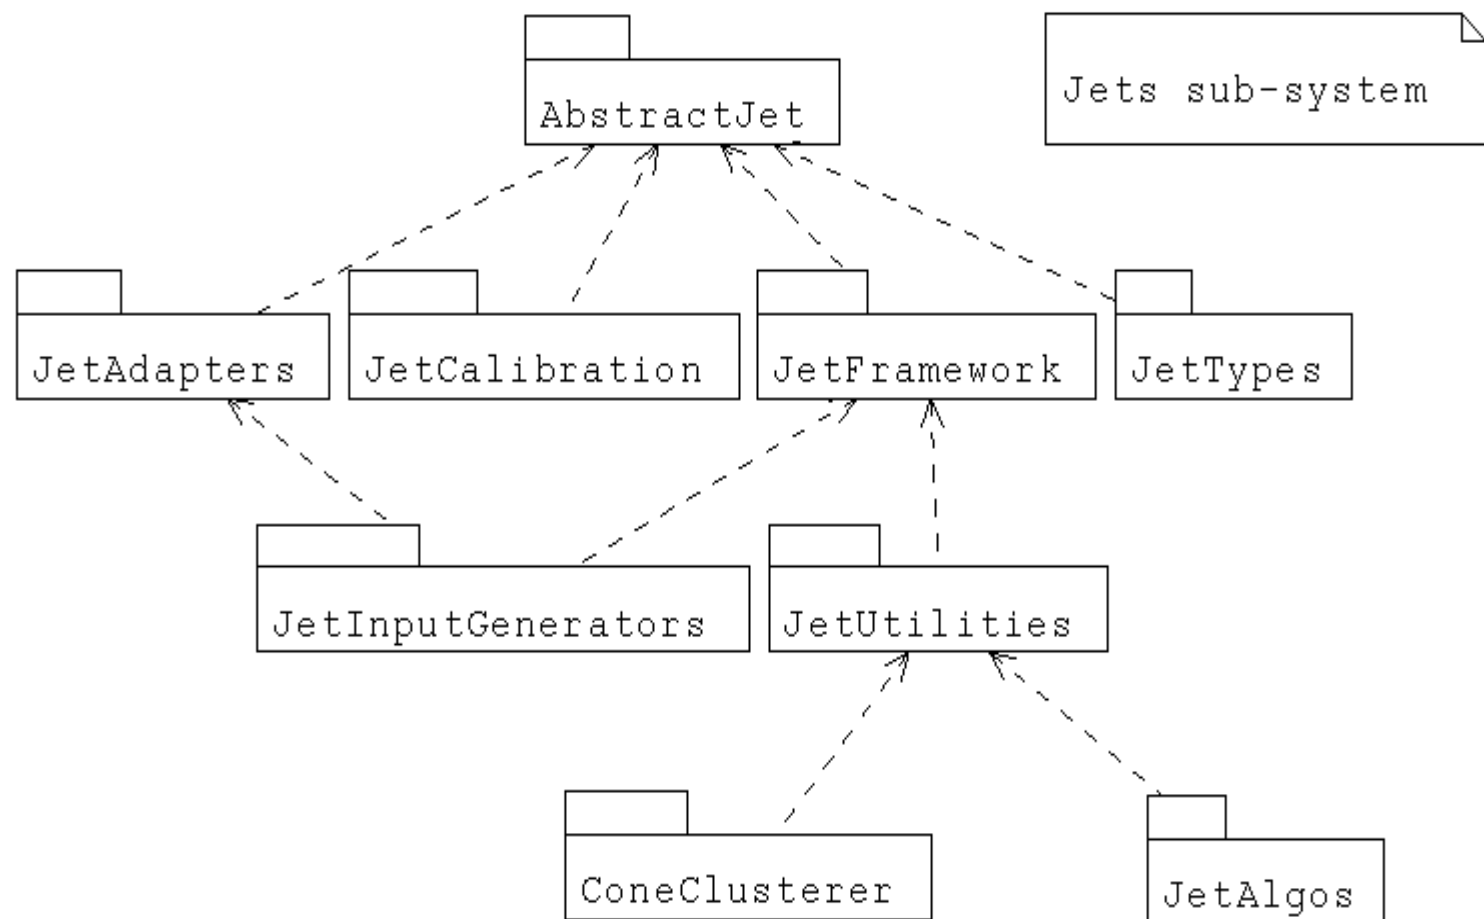 AbstractJet
Jets sub-system
JetAdapters
JetCalibration
JetFramework
JetTypes
JetInputGenerators
JetUtilities
ConeClusterer
JetAlgos